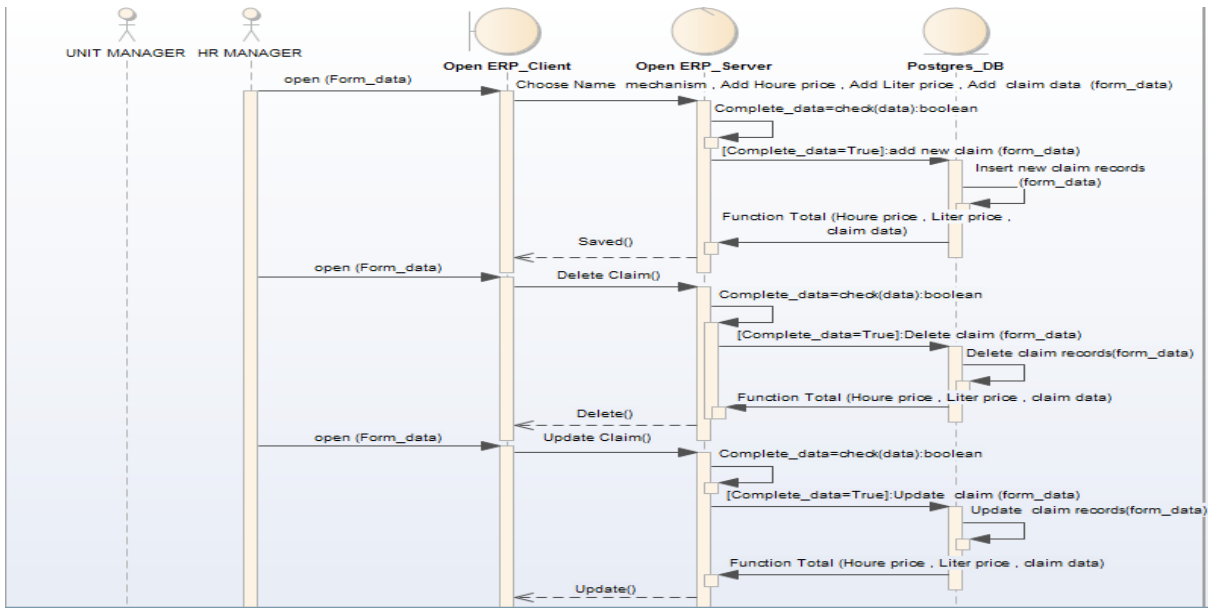 UNIT MANAGER HR MANAGER
Open ERP_Client Open ERP_Server Postgres_DB
open (Form_data)
Choose Name mechanism , Add Houre price , Add Liter price , Add claim data (form_data)
Complete_data=check(data):boolean
[Complete_data=True]:add new claim (form_data)
Insert new claim records
(form_data)
Function Total (Houre price , Liter price ,
claim data)
Saved()
open (Form_data)
Delete Claim()
Complete_data=check(data):boolean
[Complete_data=True]:Delete claim (form_data)
Delete claim records(form_data)
Function Total (Houre price , Liter price , claim data)
Delete()
open (Form_data)
Update Claim()
Complete_data=check(data):boolean
[Complete_data=True]:Update claim (form_data)
Update claim records(form_data)
Function Total (Houre price , Liter price , claim data)
Update()